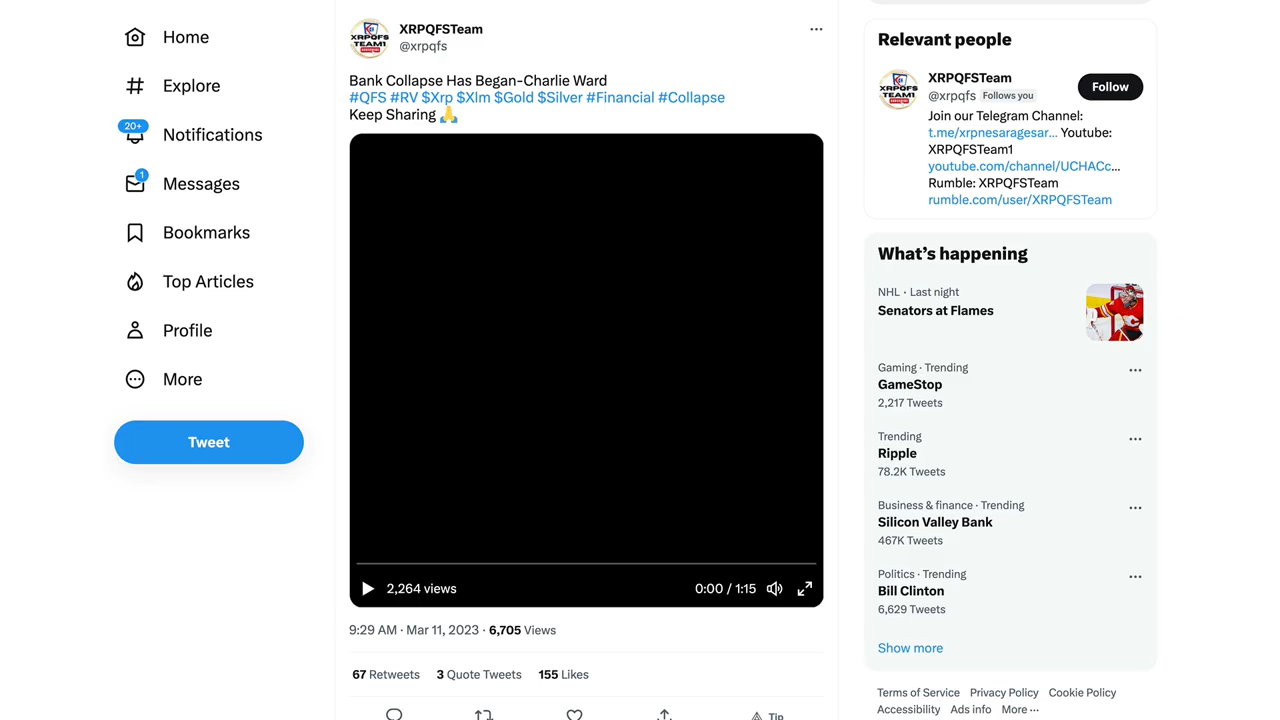 Home
Explore
20+
Notifications
1
Messages
Bookmarks
Top Articles
Profile
More
Tweet
XRPQFS
TEAM1
XRPQFSTeam
@xrpqfs
Bank Collapse Has Began-Charlie Ward
#QFS #RV $Xrp $Xlm $Gold $Silver #Financial #Collapse
Keep Sharing 🙏
2,264 views
0:00 / 1:15
9:29 AM · Mar 11, 2023 · 6,705 Views
67 Retweets 3 Quote Tweets 155 Likes
Tip
Relevant people
XRPQFS
TEAM1
XRPQFSTeam
@xrpqfs Follows you
Follow
Join our Telegram Channel:
t.me/xrpnesaragesar... Youtube:
XRPQFSTeam1
youtube.com/channel/UCHACc...
Rumble: XRPQFSTeam
rumble.com/user/XRPQFSTeam
What's happening
NHL · Last night
Senators at Flames
Gaming · Trending
GameStop
2,217 Tweets
Trending
Ripple
78.2K Tweets
Business & finance · Trending
Silicon Valley Bank
467K Tweets
Politics · Trending
Bill Clinton
6,629 Tweets
Show more
Terms of Service Privacy Policy Cookie Policy
Accessibility Ads info More ···